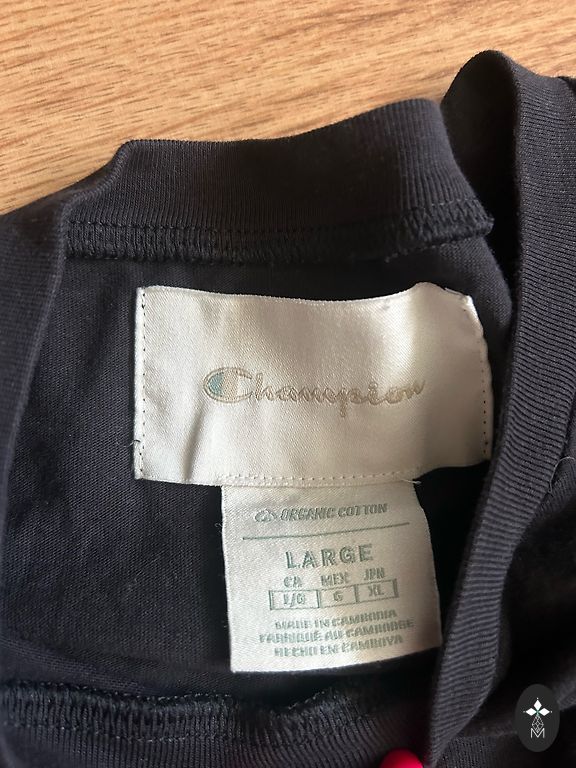 Champion
ORGANIC COTTON
LARGE
CA MEX JPN
L/G G XL
MADE IN CAMBODIA
FABRIQUÉ AU CAMBODGE
HECHO EN CAMBOYA
M